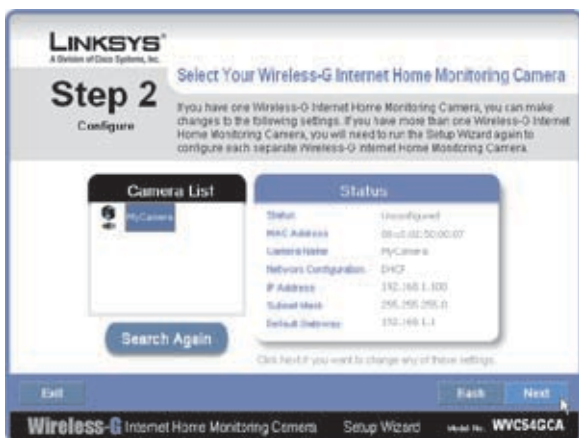 LINKSYS®
A Division of Cisco Systems, Inc.
Step 2
Configure
Select Your Wireless-G Internet Home Monitoring Camera
If you have one Wireless-G Internet Home Monitoring Camera, you can make
changes to the following settings. If you have more than one Wireless-G Internet
Home Monitoring Camera, you will need to run the Setup Wizard again to
configure each separate Wireless-G Internet Home Monitoring Camera.
Camera List
MyCamera
Search Again
Status
Status Unconfigured
MAC Address
Camera Name MyCamera
Network Configuration DHCP
IP Address 192.168.1.100
Subnet Mask 255.255.255.0
Default Gateway 192.168.1.1
Click Next if you want to change any of these settings.
Exit
Back
Next
Wireless-G Internet Home Monitoring Camera Setup Wizard Model No. WVC54GCA